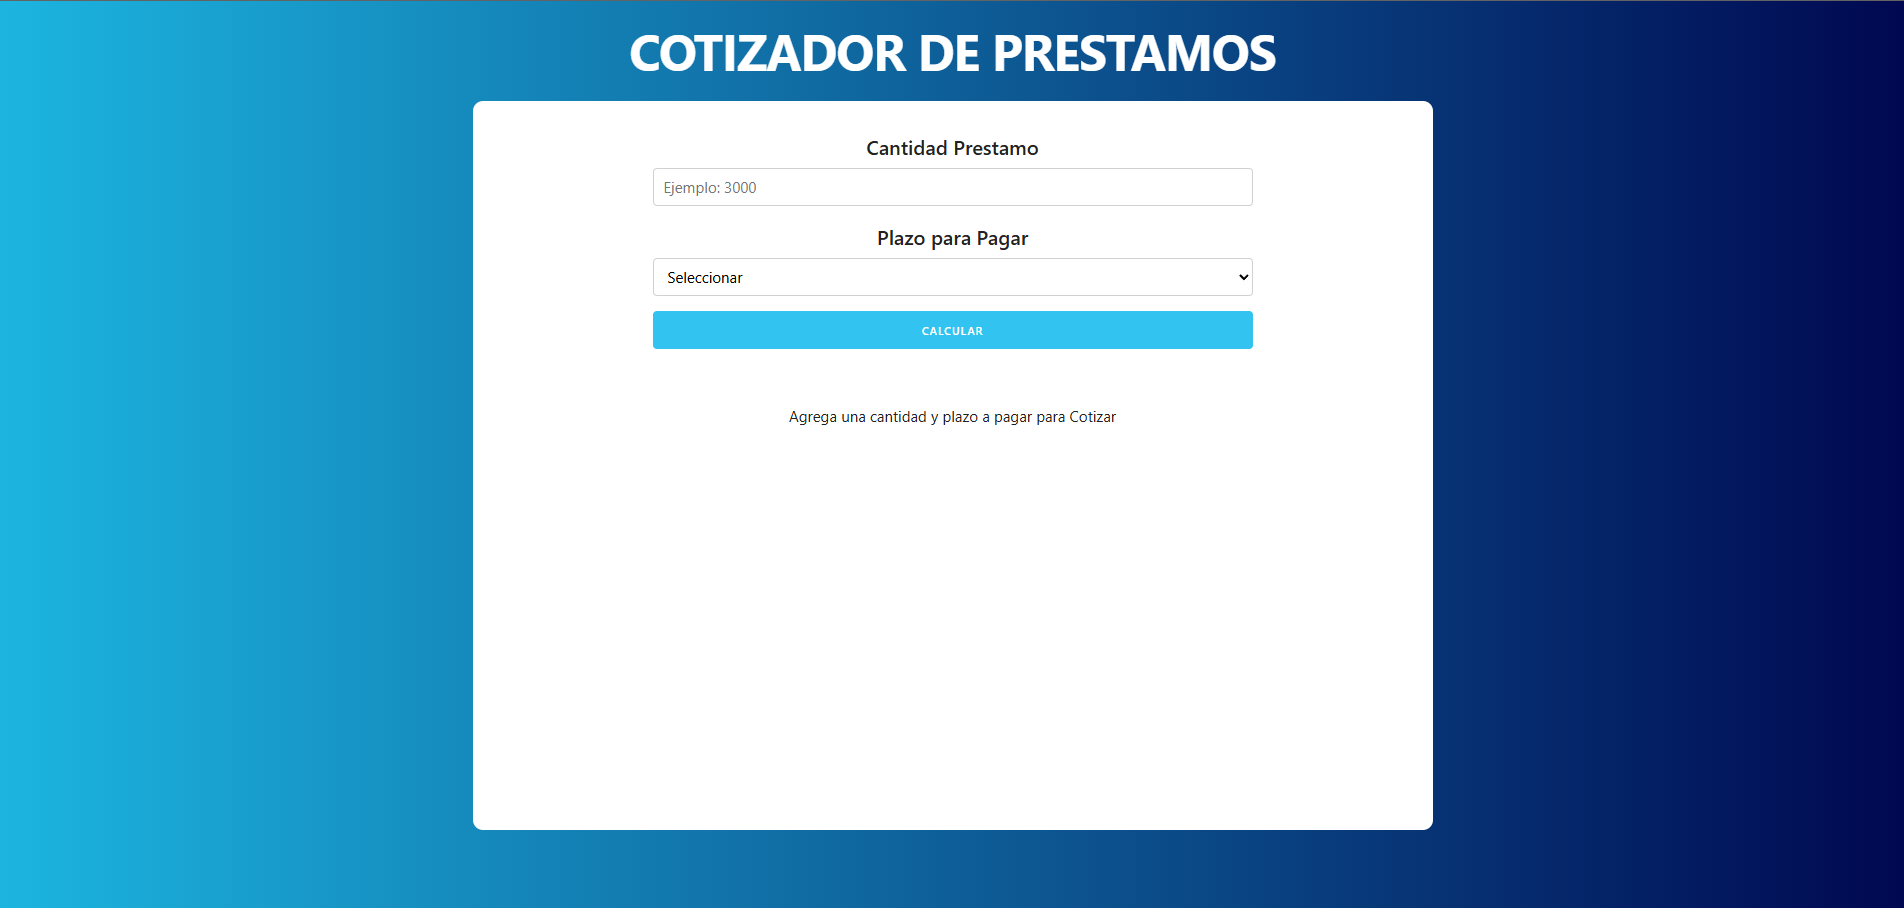 COTIZADOR DE PRESTAMOS
Cantidad Prestamo
Ejemplo: 3000
Plazo para Pagar
Seleccionar
CALCULAR
Agrega una cantidad y plazo a pagar para Cotizar